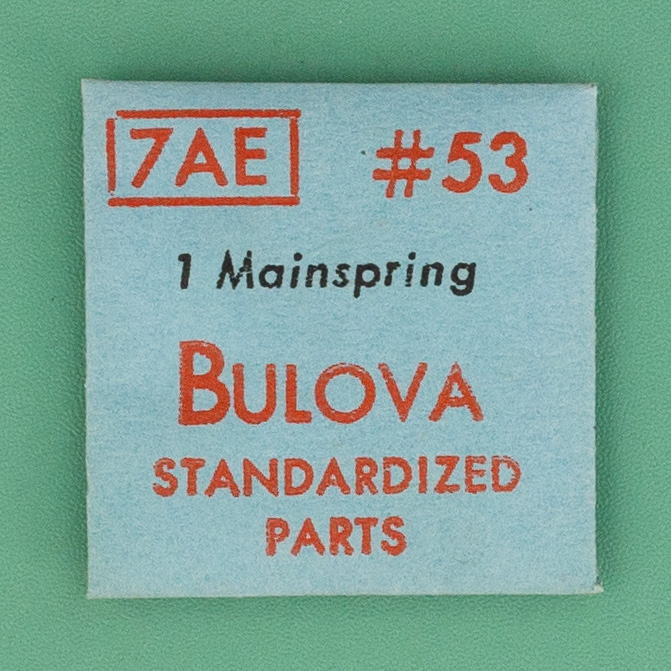 7AE #53
1 Mainspring
BULOVA
STANDARDIZED
PARTS